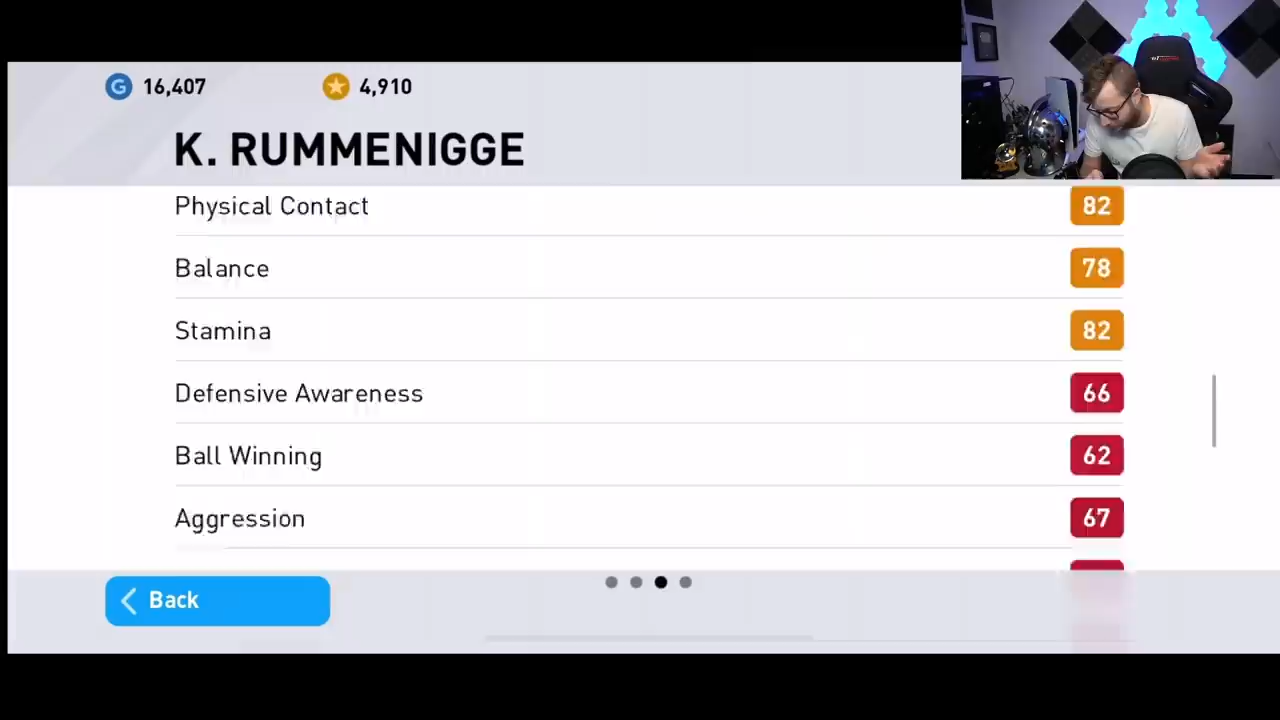 G 16,407 4,910
K. RUMMENIGGE
Physical Contact 82
Balance 78
Stamina 82
Defensive Awareness 66
Ball Winning 62
Aggression 67
Back